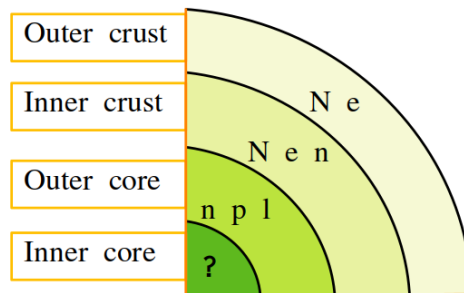 Outer crust
N e
Inner crust
N e n
Outer core
n p l
Inner core
?